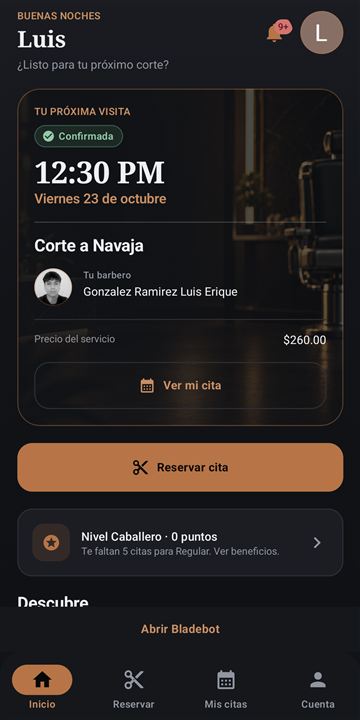 BUENAS NOCHES
Luis
9+
L
¿Listo para tu próximo corte?
TU PRÓXIMA VISITA
Confirmada
12:30 PM
Viernes 23 de octubre
Corte a Navaja
Tu barbero
Gonzalez Ramirez Luis Erique
Precio del servicio
$260.00
Ver mi cita
Reservar cita
Nivel Caballero · 0 puntos
Te faltan 5 citas para Regular. Ver beneficios.
Descubre
Abrir Bladebot
Inicio
Reservar
Mis citas
Cuenta